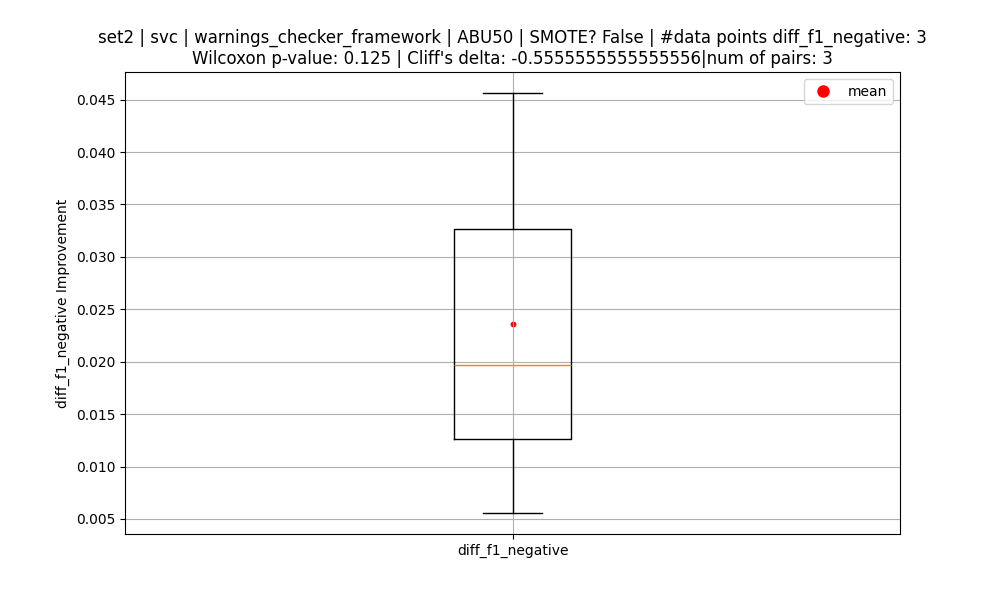 set2 | svc | warnings_checker_framework | ABU50 | SMOTE? False | #data points diff_f1_negative: 3
Wilcoxon p-value: 0.125 | Cliff's delta: -0.5555555555555556|num of pairs: 3
mean
0.045
0.040
0.035
0.030
0.025
0.020
0.015
0.010
0.005
diff_f1_negative Improvement
diff_f1_negative